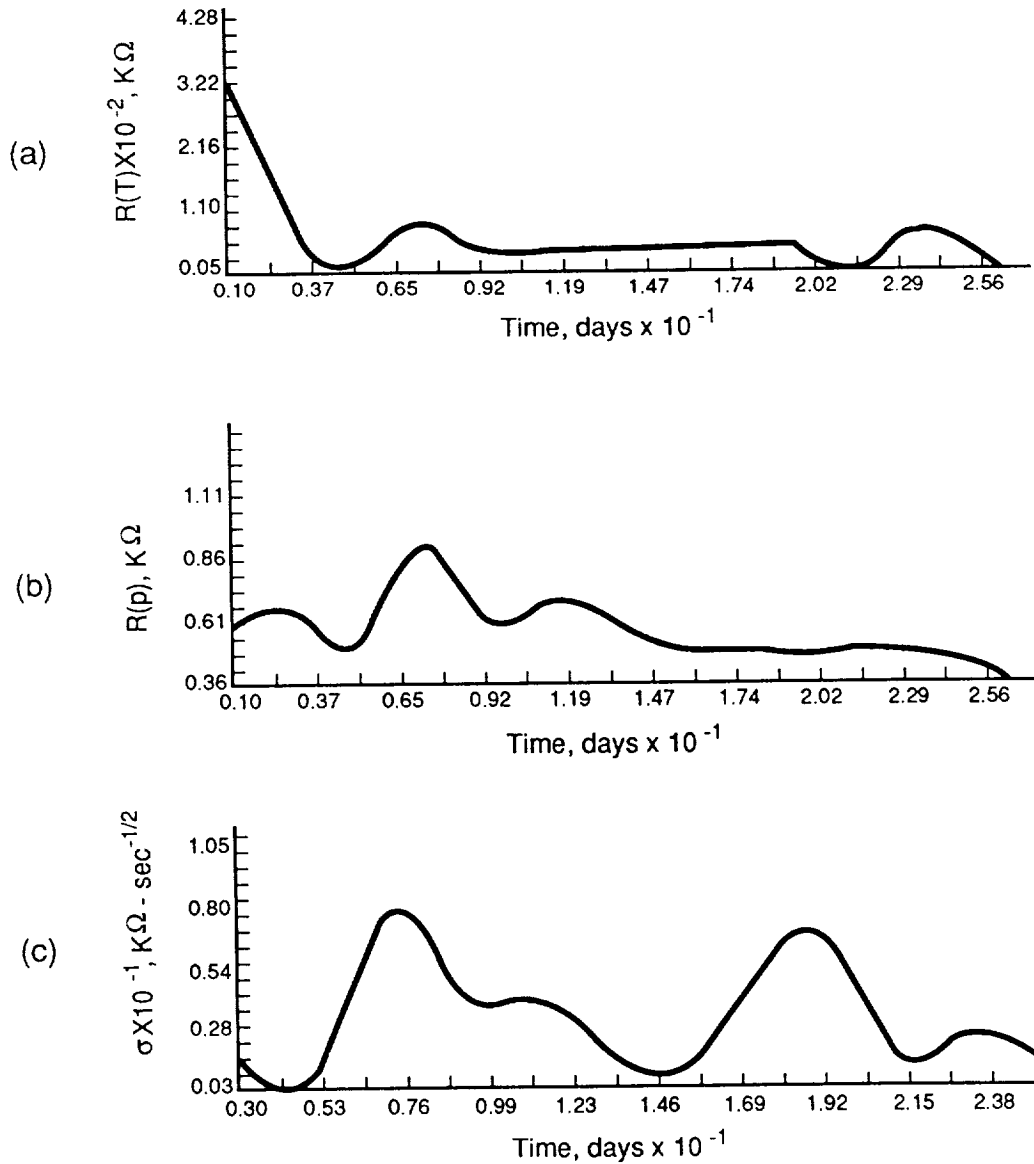 (a)
R(T)X10⁻², KΩ
4.28
3.22
2.16
1.10
0.05
0.10 0.37 0.65 0.92 1.19 1.47 1.74 2.02 2.29 2.56
Time, days x 10⁻¹
(b)
R(p), KΩ
1.11
0.86
0.61
0.36
0.10 0.37 0.65 0.92 1.19 1.47 1.74 2.02 2.29 2.56
Time, days x 10⁻¹
(c)
σX10⁻¹, KΩ - sec⁻¹/²
1.05
0.80
0.54
0.28
0.03
0.30 0.53 0.76 0.99 1.23 1.46 1.69 1.92 2.15 2.38
Time, days x 10⁻¹